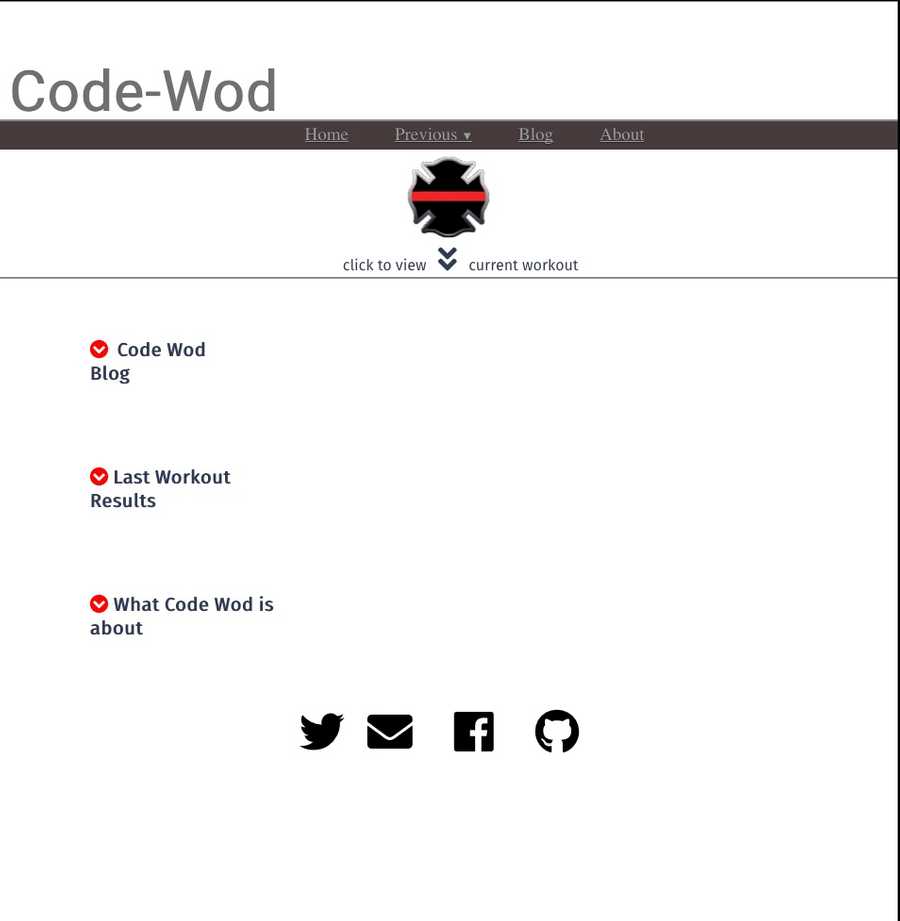 Code-Wod
Home Previous ▼ Blog About
click to view current workout
Code Wod
Blog
Last Workout
Results
What Code Wod is
about